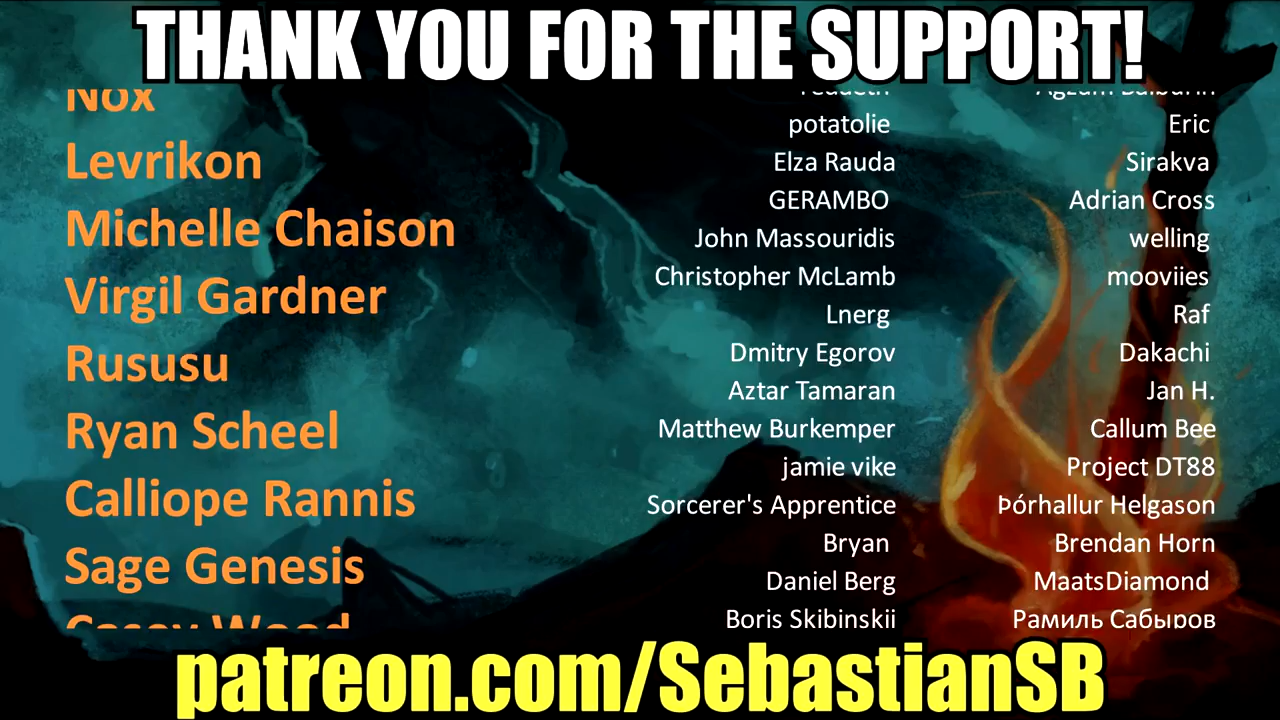 THANK YOU FOR THE SUPPORT!
Nox
Levrikon
Michelle Chaison
Virgil Gardner
Rususu
Ryan Scheel
Calliope Rannis
Sage Genesis
Casey Wood
potatolie
Elza Rauda
GERAMBO
John Massouridis
Christopher McLamb
Lnerg
Dmitry Egorov
Aztar Tamaran
Matthew Burkemper
jamie vike
Sorcerer's Apprentice
Bryan
Daniel Berg
Boris Skibinskii
Eric
Sirakva
Adrian Cross
welling
mooviies
Raf
Dakachi
Jan H.
Callum Bee
Project DT88
Þórhallur Helgason
Brendan Horn
MaatsDiamond
Рамиль Сабыров
patreon.com/SebastianSB